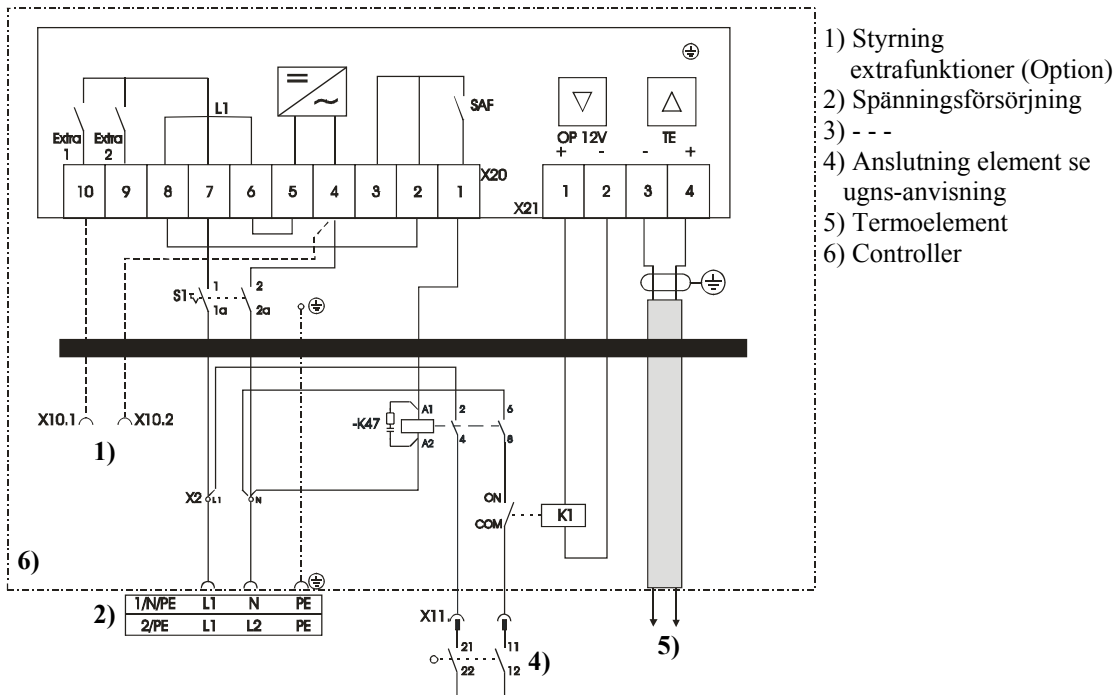 1) Styrning
extrafunktioner (Option)
2) Spänningsförsörjning
3) - - -
4) Anslutning element se
ugns-anvisning
5) Termoelement
6) Controller
L1
SAF
Extra Extra
1 2
OP 12V TE
+ - - +
10 9 8 7 6 5 4 3 2 1 X20
X21 1 2 3 4
S1 1 2
1a 2a
X10.1 X10.2
1)
-K47 A1 2 6
A2 4 8
X2 L1 N
ON
COM K1
6)
2) 1/N/PE L1 N PE
2/PE L1 L2 PE
X11
21 11
22 12
4)
5)